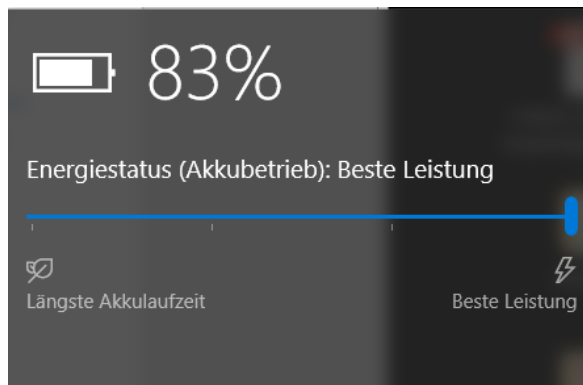 83%
Energiestatus (Akkubetrieb): Beste Leistung
Längste Akkulaufzeit
Beste Leistung